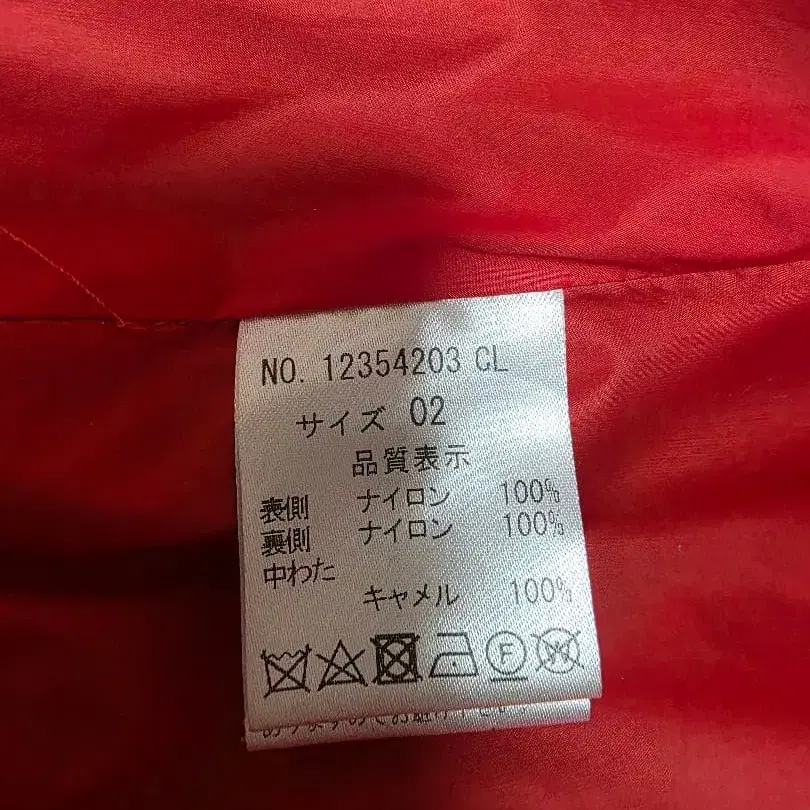 NO. 12354203 CL
サイズ 02
品質表示
表側 ナイロン 100%
裏側 ナイロン 100%
中わた
キャメル 100%
F W